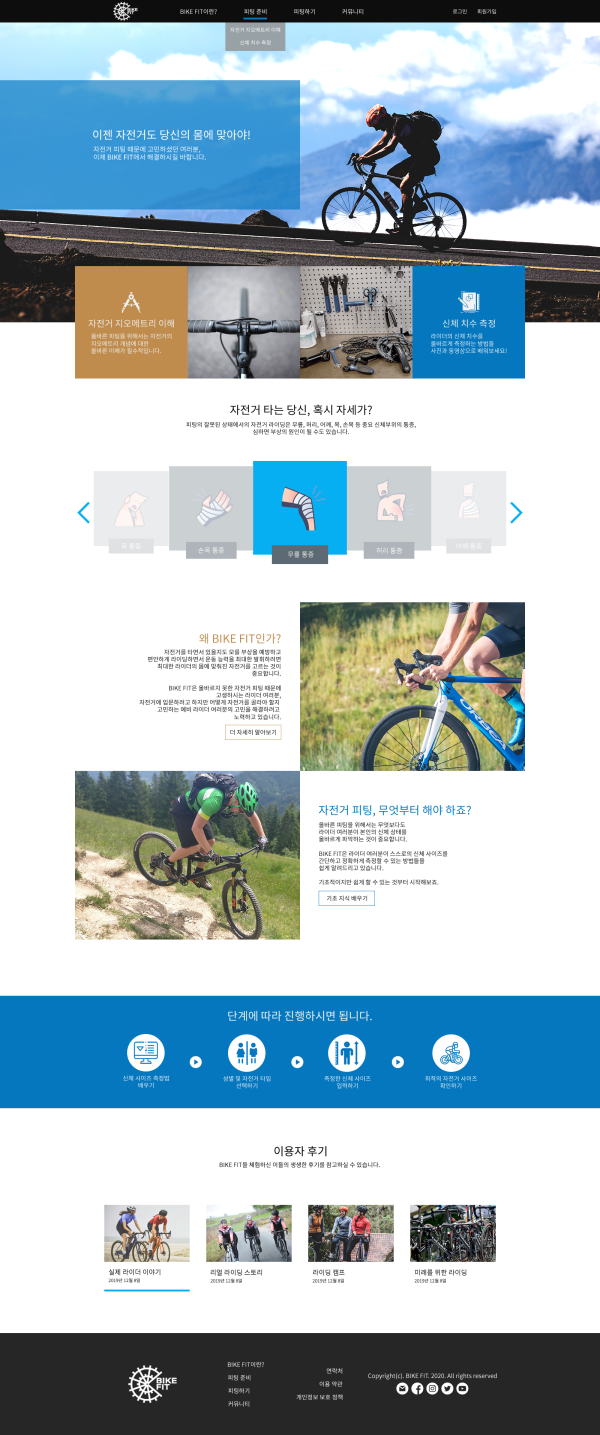 BIKE FIT
BIKE FIT이란?
피팅 준비
피팅하기
커뮤니티
로그인
회원가입
자전거 지오메트리 이해
신체 치수 측정
이젠 자전거도 당신의 몸에 맞아야!
자전거 피팅 때문에 고민하셨던 여러분,
이제 BIKE FIT에서 해결하시길 바랍니다.
자전거 지오메트리 이해
올바른 피팅을 위해서는 자전거의
지오메트리 개념에 대한
올바른 이해가 필수적입니다.
신체 치수 측정
라이더의 신체 치수를
올바르게 측정하는 방법을
사진과 동영상으로 배워보세요!
자전거 타는 당신, 혹시 자세가?
피팅의 잘못된 상태에서의 자전거 라이딩은 무릎, 허리, 어깨, 목, 손목 등 중요 신체부위의 통증,
심하면 부상의 원인이 될 수도 있습니다.
목 통증
손목 통증
무릎 통증
허리 통증
어깨 통증
왜 BIKE FIT인가?
자전거를 타면서 있을지도 모를 부상을 예방하고
편안하게 라이딩하면서 운동 능력을 최대한 발휘하려면
최대한 라이더의 몸에 맞춰진 자전거를 고르는 것이
중요합니다.
BIKE FIT은 올바르지 못한 자전거 피팅 때문에
고생하시는 라이더 여러분,
자전거에 입문하려고 하지만 어떻게 자전거를 골라야 할지
고민하는 예비 라이더 여러분의 고민을 해결하려고
노력하고 있습니다.
더 자세히 알아보기
ORBEA
자전거 피팅, 무엇부터 해야 하죠?
올바른 피팅을 위해서는 무엇보다도
라이더 여러분이 본인의 신체 상태를
올바르게 파악하는 것이 중요합니다.
BIKE FIT은 라이더 여러분이 스스로의 신체 사이즈를
간단하고 정확하게 측정할 수 있는 방법들을
쉽게 알려드리고 있습니다.
기초적이지만 쉽게 할 수 있는 것부터 시작해보죠.
기초 지식 배우기
단계에 따라 진행하시면 됩니다.
신체 사이즈 측정법
배우기
성별 및 자전거 타입
선택하기
측정한 신체 사이즈
입력하기
최적의 자전거 사이즈
확인하기
이용자 후기
BIKE FIT을 체험하신 이들의 생생한 후기를 참고하실 수 있습니다.
실제 라이더 이야기
2019년 12월 8일
리얼 라이딩 스토리
2019년 12월 8일
라이딩 캠프
2019년 12월 8일
미래를 위한 라이딩
2019년 12월 8일
BIKE
FIT
BIKE FIT이란?
피팅 준비
피팅하기
커뮤니티
연락처
이용 약관
개인정보 보호 정책
Copyright(c). BIKE FIT. 2020. All rights reserved